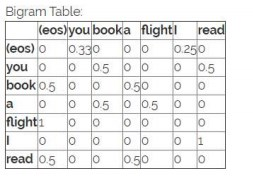 Bigram Table:
(eos) you book a flight I read
(eos) 0 0.33 0 0 0 0.25 0
you 0 0 0.5 0 0 0 0.5
book 0.5 0 0 0.5 0 0 0
a 0 0 0.5 0 0.5 0 0
flight 1 0 0 0 0 0 0
I 0 0 0 0 0 0 1
read 0.5 0 0 0.5 0 0 0